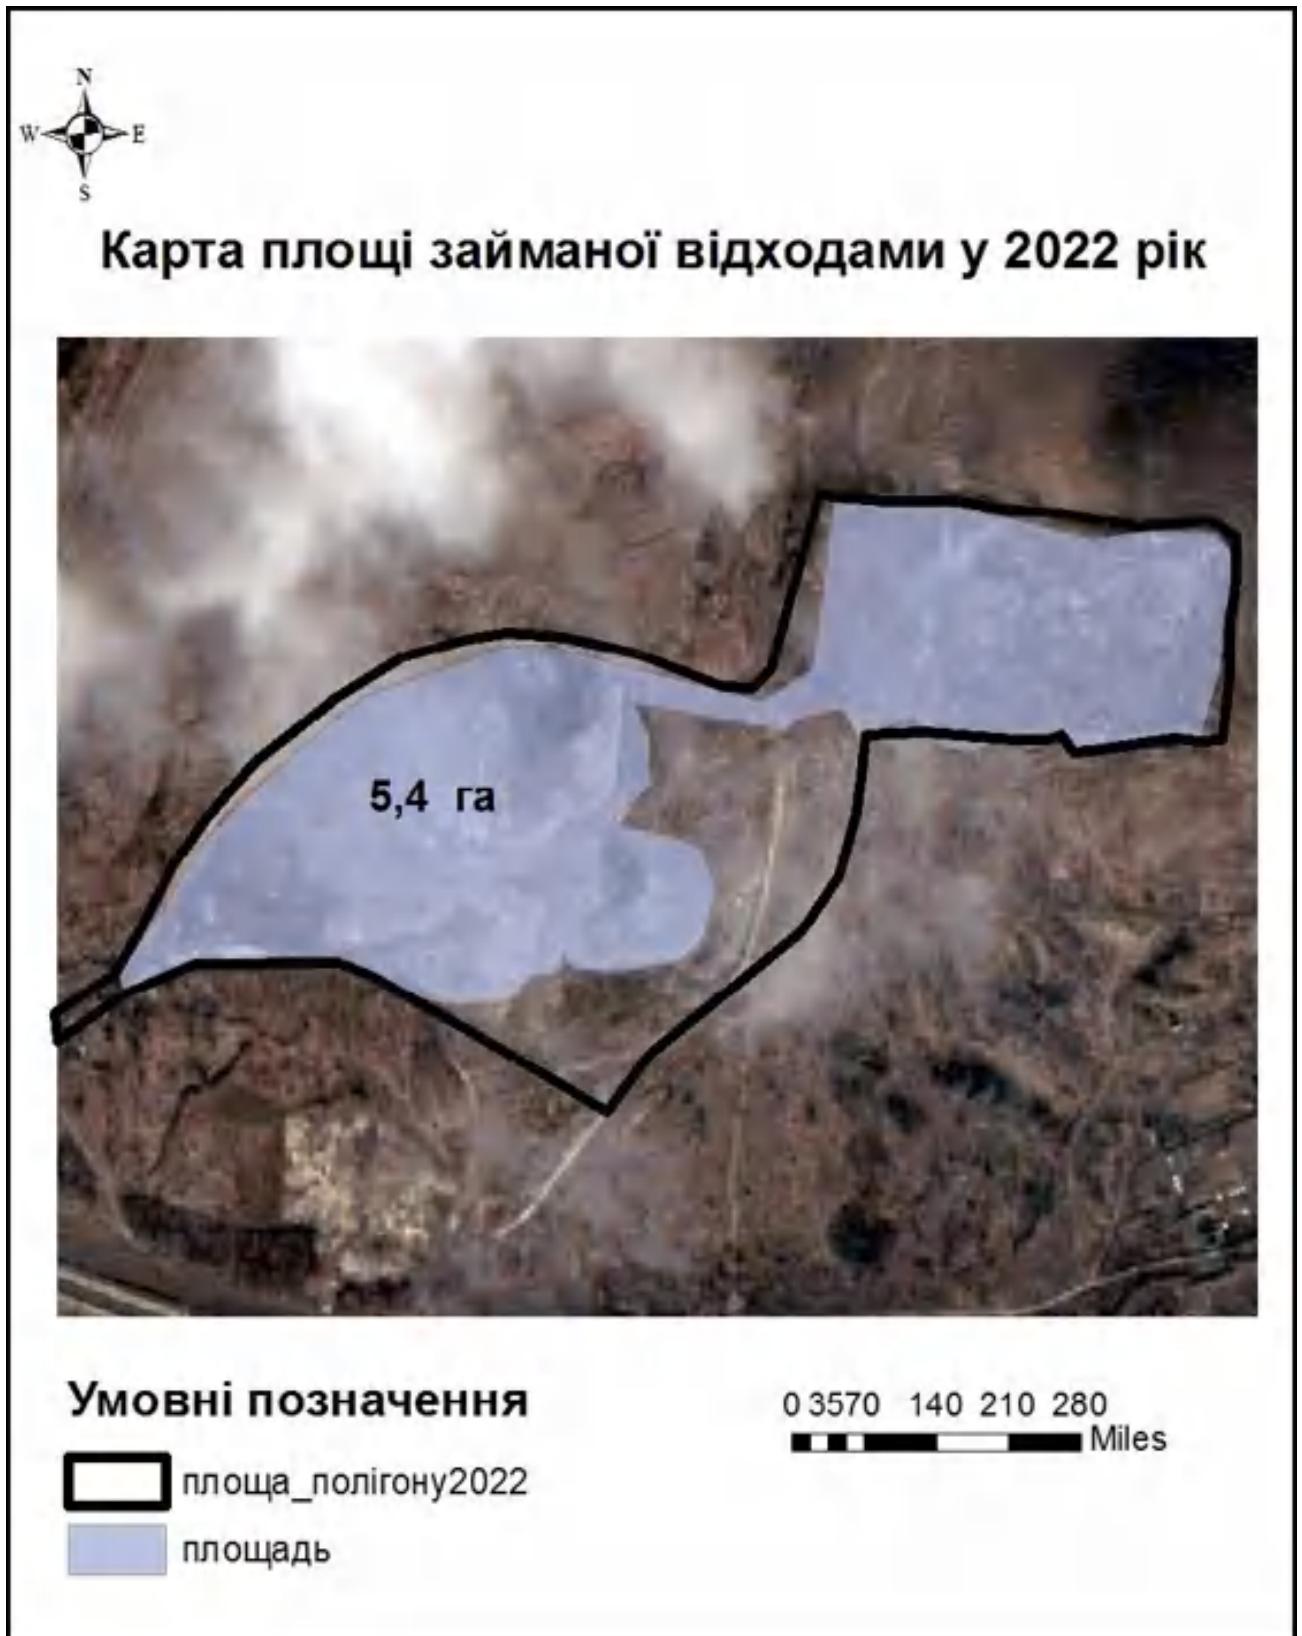 N
W E
S
Карта площі займаної відходами у 2022 рік
5,4 га
Умовні позначення
0 3570 140 210 280
Miles
площа_полігону2022
площадь